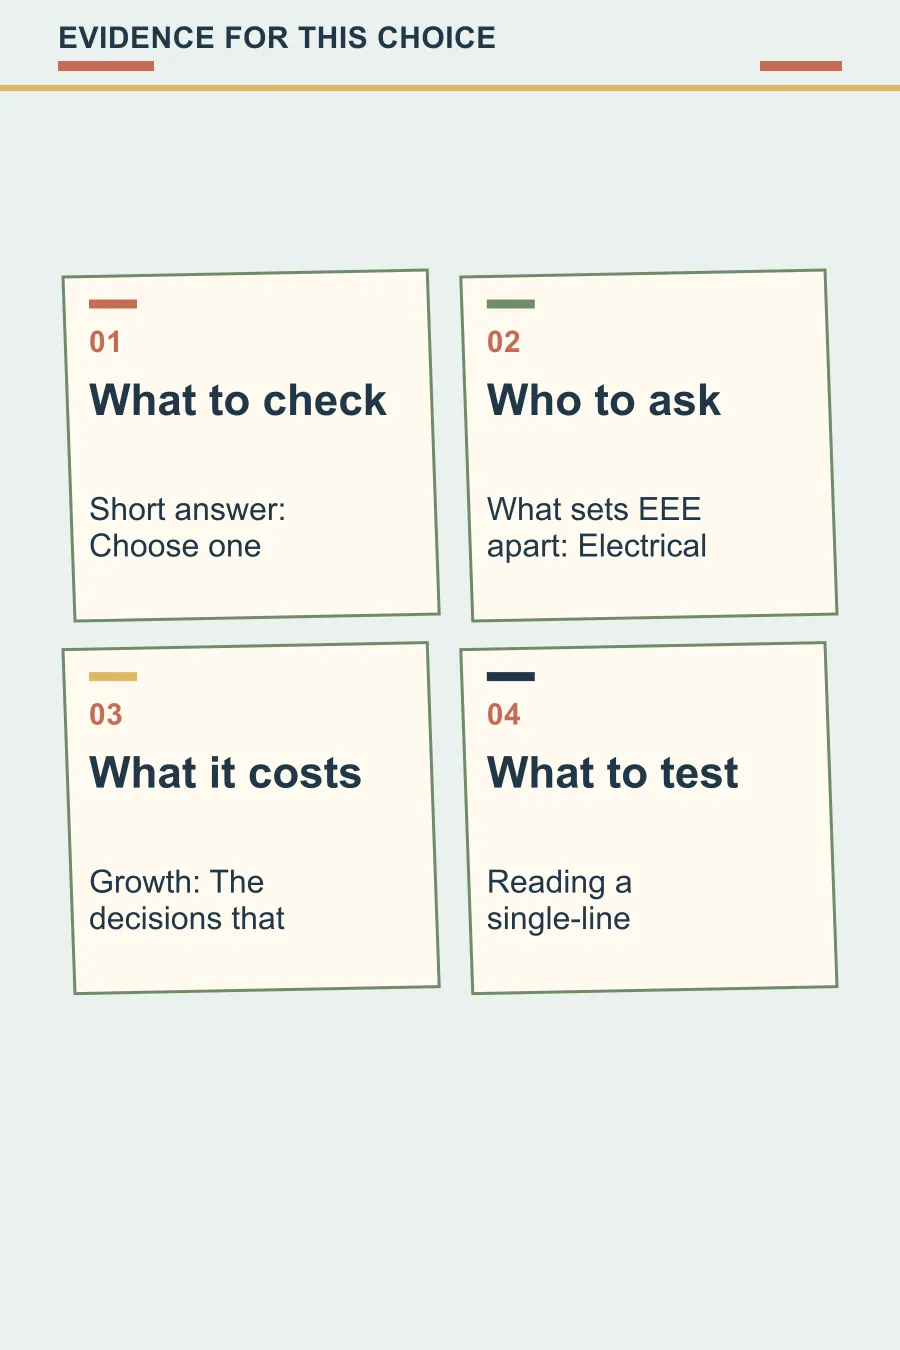 EVIDENCE FOR THIS CHOICE
01
What to check
Short answer:
Choose one
02
Who to ask
What sets EEE
apart: Electrical
03
What it costs
Growth: The
decisions that
04
What to test
Reading a
single-line